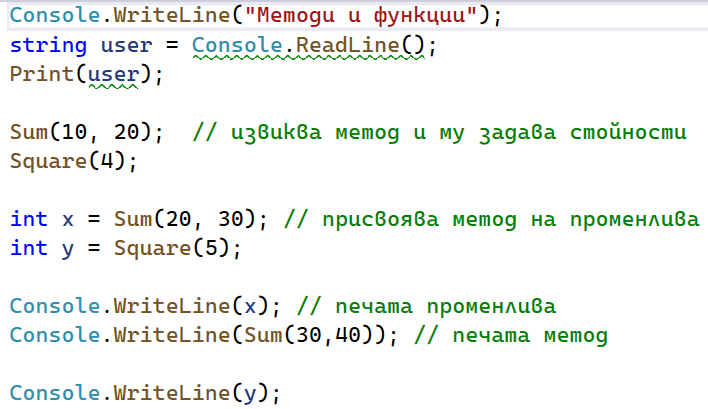 Console.WriteLine("Методи и функции");
string user = Console.ReadLine();
Print(user);
Sum(10, 20);  // извиква метод и му задава стойности
Square(4);
int x = Sum(20, 30); // присвоява метод на променлива
int y = Square(5);
Console.WriteLine(x); // печата променлива
Console.WriteLine(Sum(30,40)); // печата метод
Console.WriteLine(y);